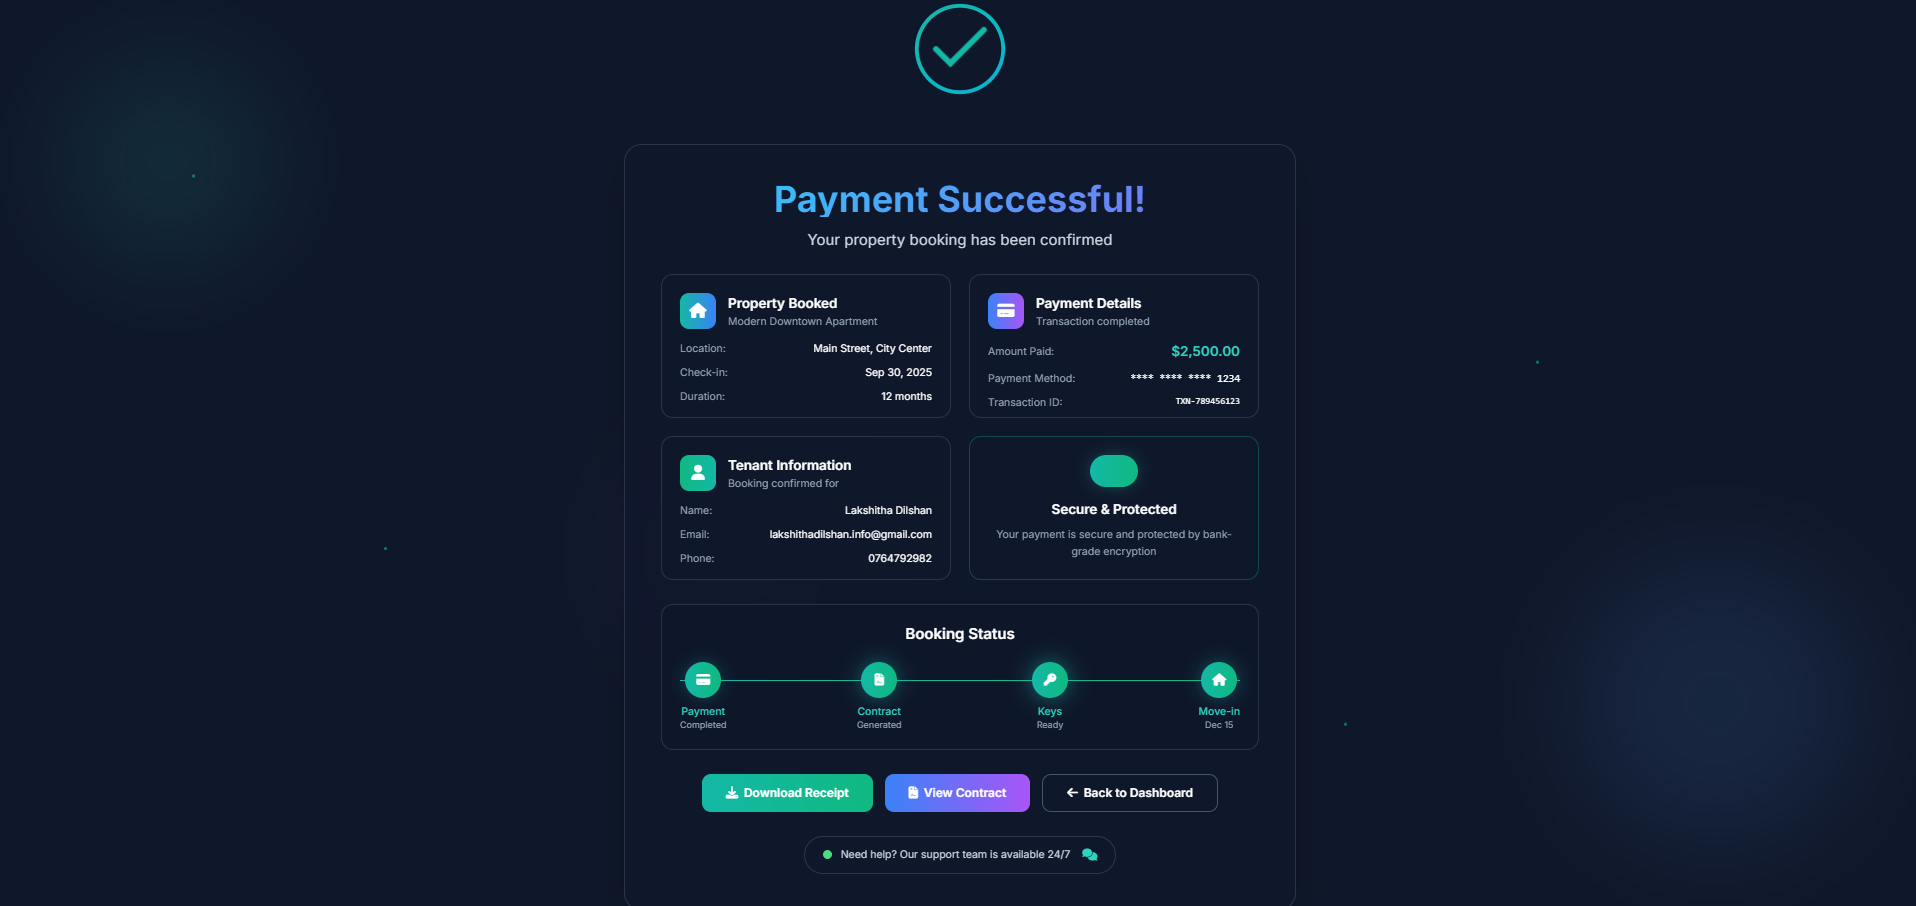 Payment Successful!
Your property booking has been confirmed
Property Booked
Modern Downtown Apartment
Location: Main Street, City Center
Check-in: Sep 30, 2025
Duration: 12 months
Payment Details
Transaction completed
Amount Paid: $2,500.00
Payment Method: **** **** **** 1234
Transaction ID: TXN-789456123
Tenant Information
Booking confirmed for
Name: Lakshitha Dilshan
Email: lakshithadilshan.info@gmail.com
Phone: 0764792982
Secure & Protected
Your payment is secure and protected by bank-
grade encryption
Booking Status
Payment Contract Keys Move-in
Completed Generated Ready Dec 15
Download Receipt View Contract Back to Dashboard
Need help? Our support team is available 24/7